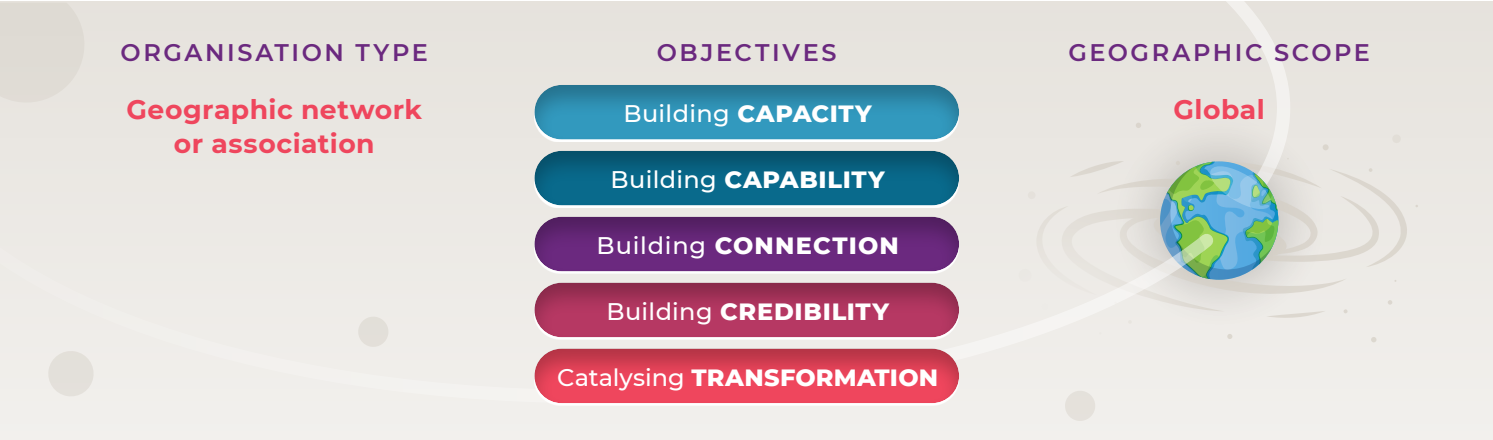 ORGANISATION TYPE
Geographic network
or association
OBJECTIVES
Building CAPACITY
Building CAPABILITY
Building CONNECTION
Building CREDIBILITY
Catalysing TRANSFORMATION
GEOGRAPHIC SCOPE
Global